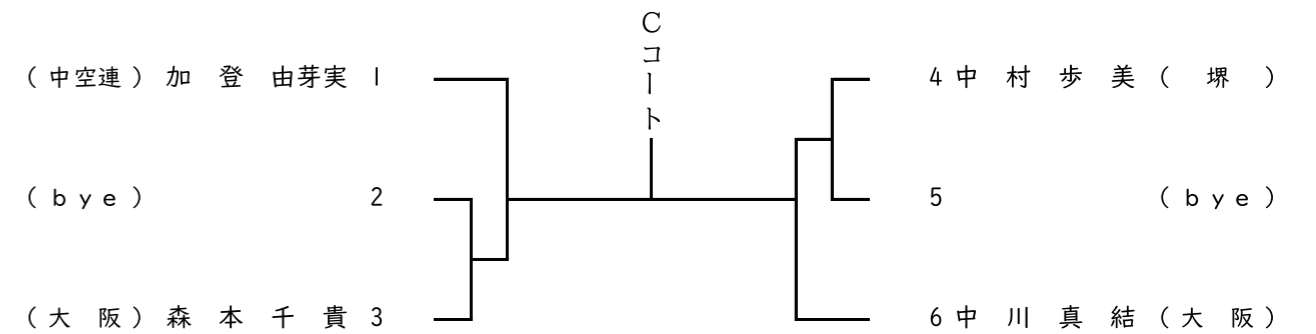 Cコート
(中空連) 加 登 由芽実 1
(bye) 2
(大 阪) 森 本 千 貴 3
4 中 村 歩 美 ( 堺 )
5 (bye)
6 中 川 真 結 (大 阪)